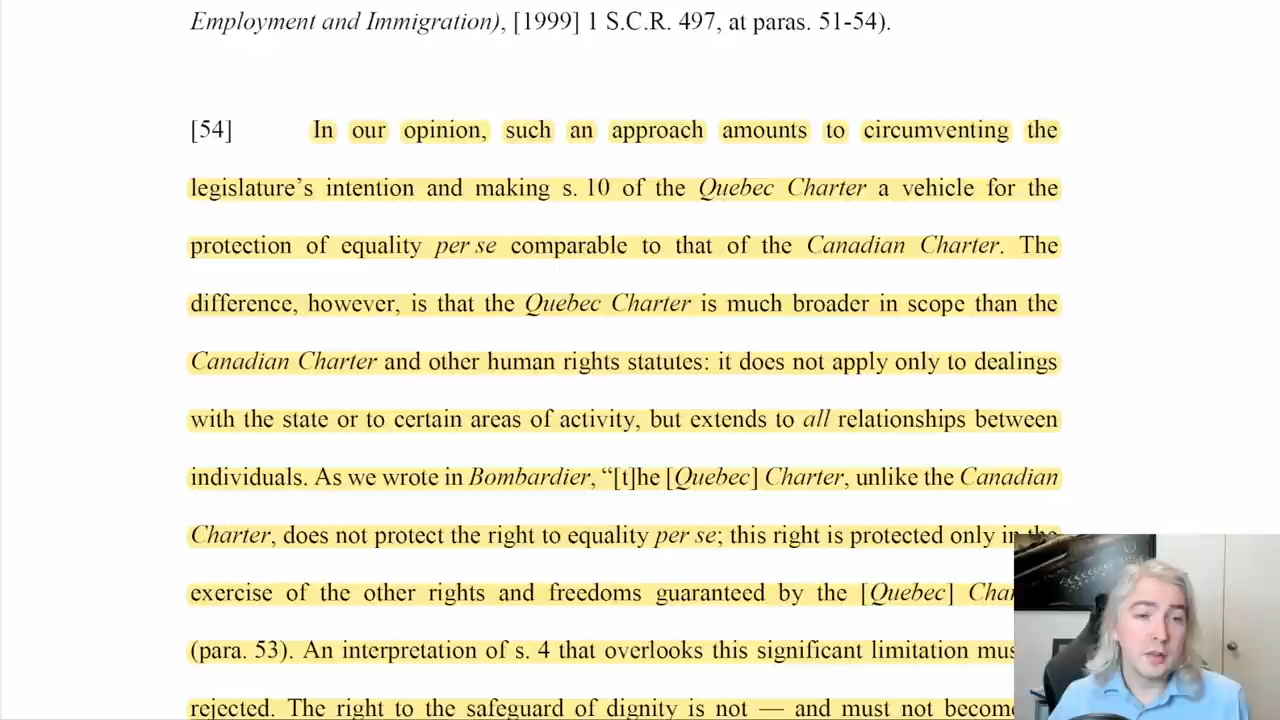 Employment and Immigration), [1999] 1 S.C.R. 497, at paras. 51-54).
[54] In our opinion, such an approach amounts to circumventing the
legislature’s intention and making s. 10 of the Quebec Charter a vehicle for the
protection of equality per se comparable to that of the Canadian Charter. The
difference, however, is that the Quebec Charter is much broader in scope than the
Canadian Charter and other human rights statutes: it does not apply only to dealings
with the state or to certain areas of activity, but extends to all relationships between
individuals. As we wrote in Bombardier, “[t]he [Quebec] Charter, unlike the Canadian
Charter, does not protect the right to equality per se; this right is protected only in the
exercise of the other rights and freedoms guaranteed by the [Quebec]
(para. 53). An interpretation of s. 4 that overlooks this significant limitation
rejected. The right to the safeguard of dignity is not — and must not become